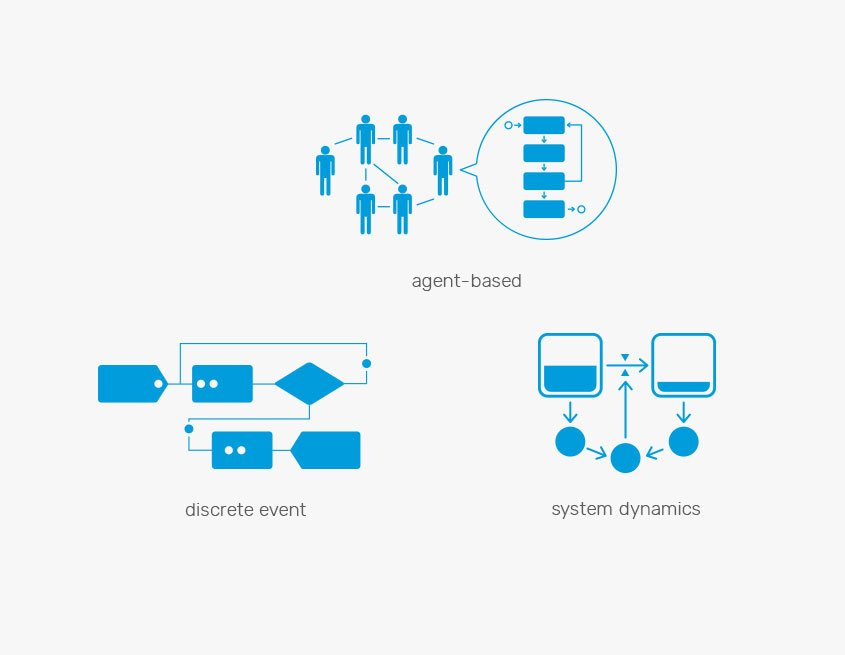 agent-based
discrete event
system dynamics